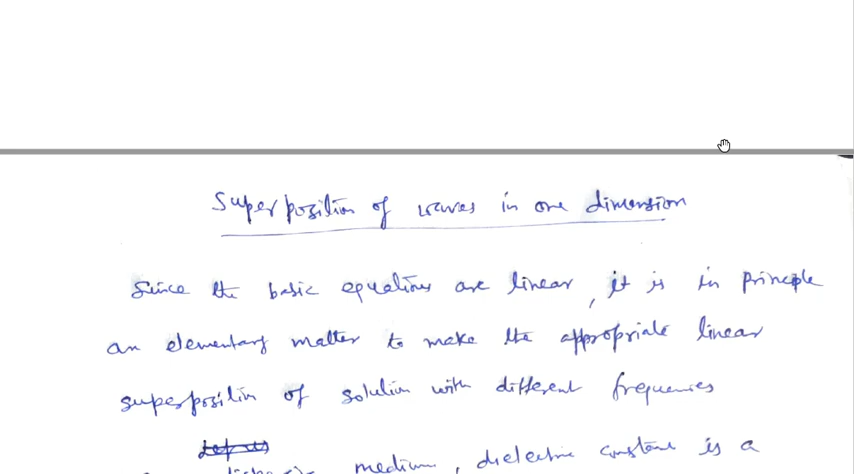 Superposition of waves in one dimension
Since the basic equations are linear, it is in principle
an elementary matter to make the appropriate linear
superposition of solution with different frequencies
medium, dielectric constant is a